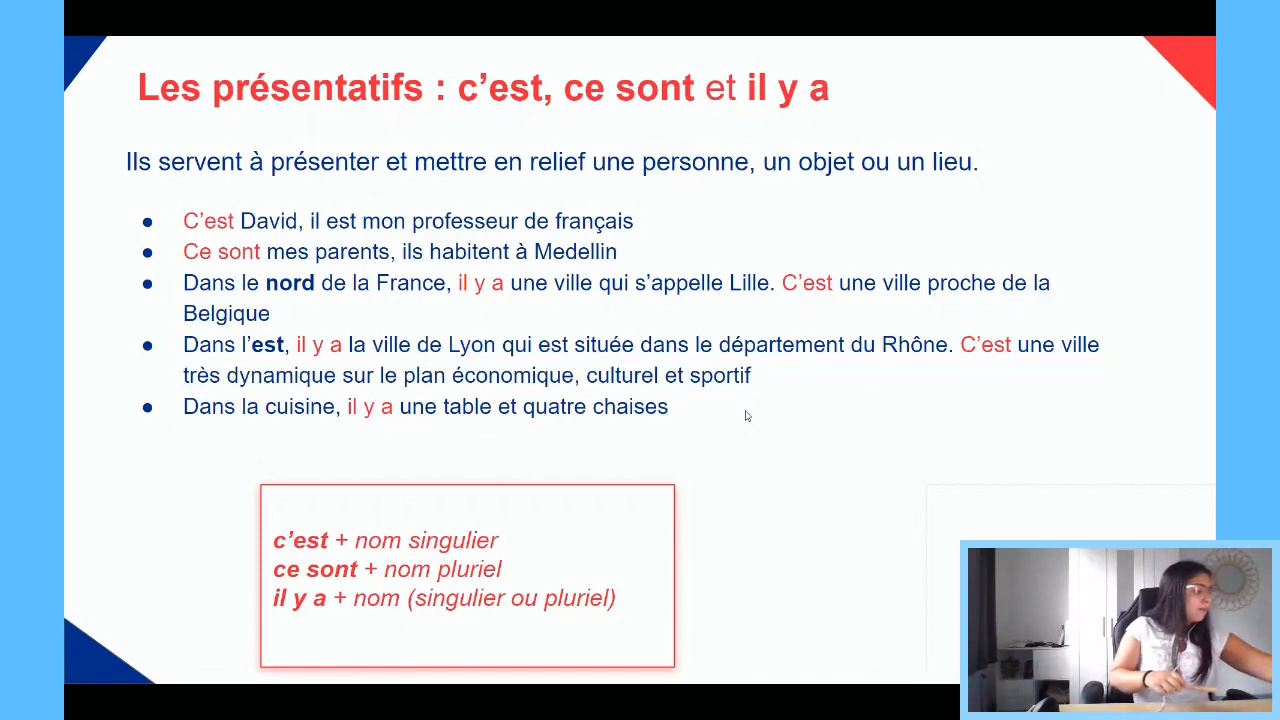 Les présentatifs : c’est, ce sont et il y a
Ils servent à présenter et mettre en relief une personne, un objet ou un lieu.
● C’est David, il est mon professeur de français
● Ce sont mes parents, ils habitent à Medellin
● Dans le nord de la France, il y a une ville qui s’appelle Lille. C’est une ville proche de la
Belgique
● Dans l’est, il y a la ville de Lyon qui est située dans le département du Rhône. C’est une ville
très dynamique sur le plan économique, culturel et sportif
● Dans la cuisine, il y a une table et quatre chaises
c’est + nom singulier
ce sont + nom pluriel
il y a + nom (singulier ou pluriel)